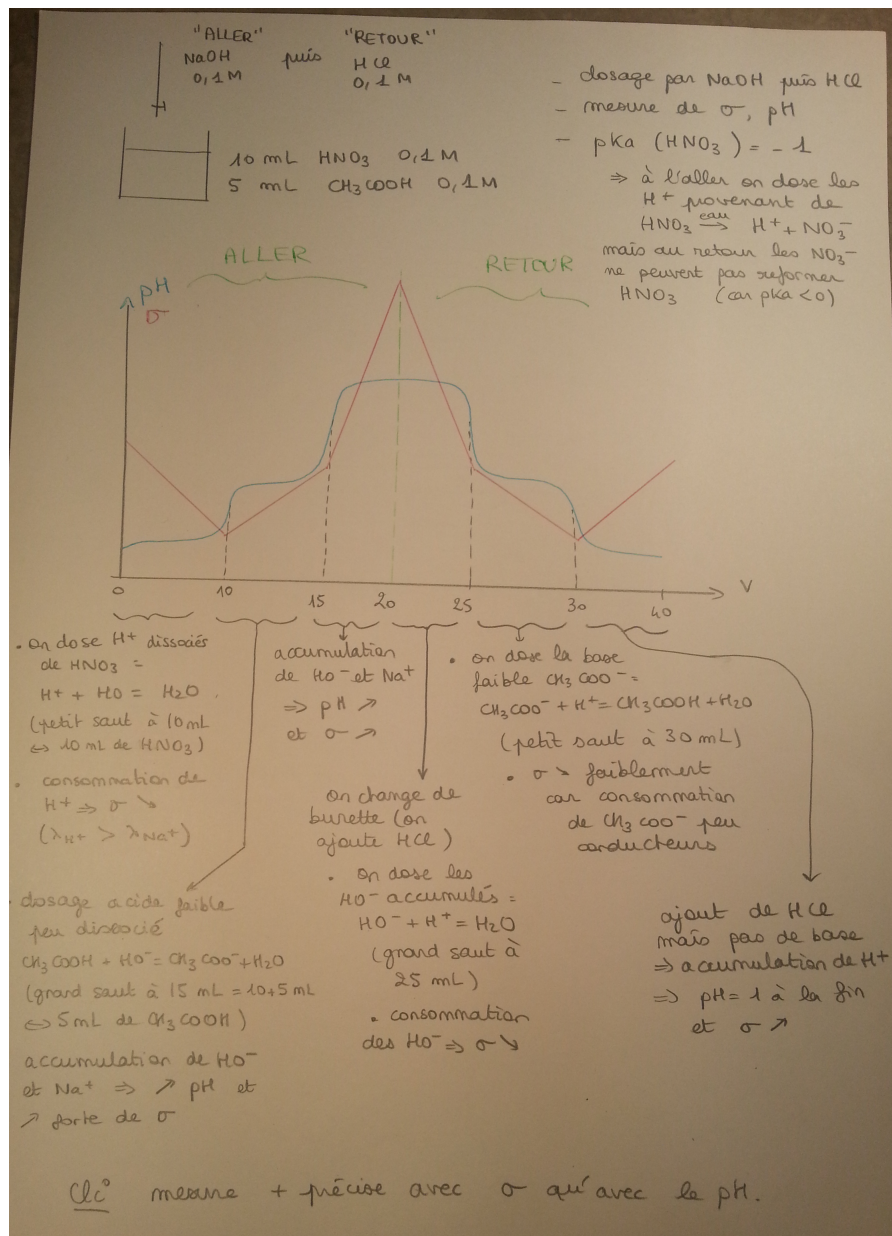 "ALLER" "RETOUR"
NaOH puis HCl
0,1 M 0,1 M
10 mL HNO3 0,1 M
5 mL CH3COOH 0,1 M
- dosage par NaOH puis HCl
- mesure de σ, pH
- pka (HNO3) = - 1
⇒ à l'aller on dose les
H+ provenant de
HNO3 eau→ H+ + NO3-
mais au retour les NO3-
ne peuvent pas reformer
HNO3 (car pka <0)
ALLER RETOUR
pH
σ
V
0 10 15 20 25 30 40
. on dose H+ dissociés
de HNO3 =
H+ + HO = H2O
(petit saut à 10mL
⇔ 10 mL de HNO3)
. consommation de
H+ ⇒ σ ↘
(λH+ > λNa+)
. dosage acide faible
peu dissocié
CH3COOH + HO- = CH3COO- + H2O
(grand saut à 15 mL = 10+5 mL
⇔ 5mL de CH3COOH)
accumulation de HO-
et Na+ ⇒ ↗ pH et
↗ forte de σ
accumulation
de HO- et Na+
⇒ pH ↗
et σ ↗
on change de
burette (on
ajoute HCl)
. on dose les
HO- accumulés =
HO- + H+ = H2O
(grand saut à
25 mL)
. consommation
des HO- ⇒ σ ↘
. on dose la base
faible CH3COO- =
CH3COO- + H+ = CH3COOH + H2O
(petit saut à 30 mL)
. σ ↘ faiblement
car consommation
de CH3COO- peu
conducteurs
ajout de HCl
mais pas de base
⇒ accumulation de H+
⇒ pH = 1 à la fin
et σ ↗
Clc° mesure + précise avec σ qu'avec le pH.